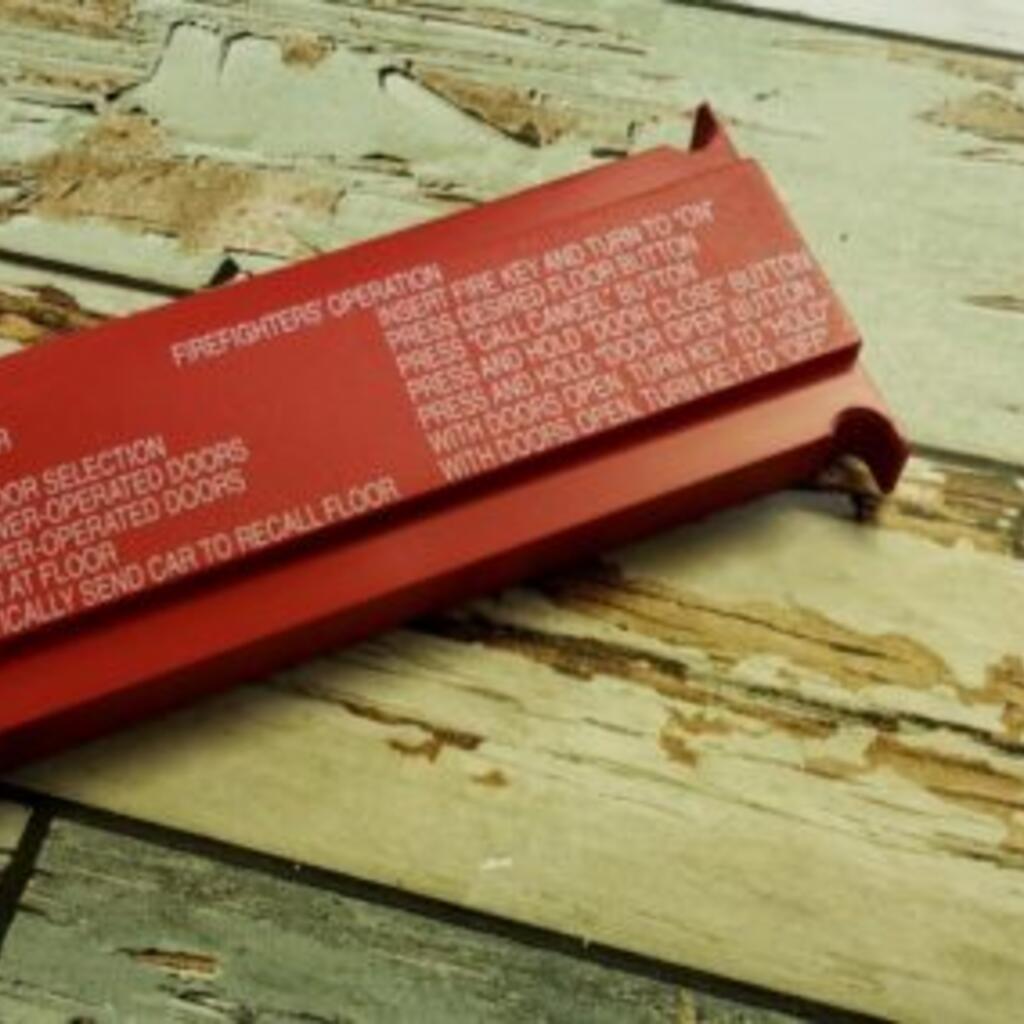 FIREFIGHTERS' OPERATION
INSERT FIRE KEY AND TURN TO "ON"
PRESS DESIRED FLOOR BUTTON
PRESS "CALL CANCEL" BUTTON
PRESS AND HOLD "DOOR CLOSE" BUTTON
PRESS AND HOLD "DOOR OPEN" BUTTON
WITH DOORS OPEN, TURN KEY TO "HOLD"
WITH DOORS OPEN, TURN KEY TO "OFF"
R
OOR SELECTION
WER-OPERATED DOORS
WER-OPERATED DOORS
AT FLOOR
ICALLY SEND CAR TO RECALL FLOOR